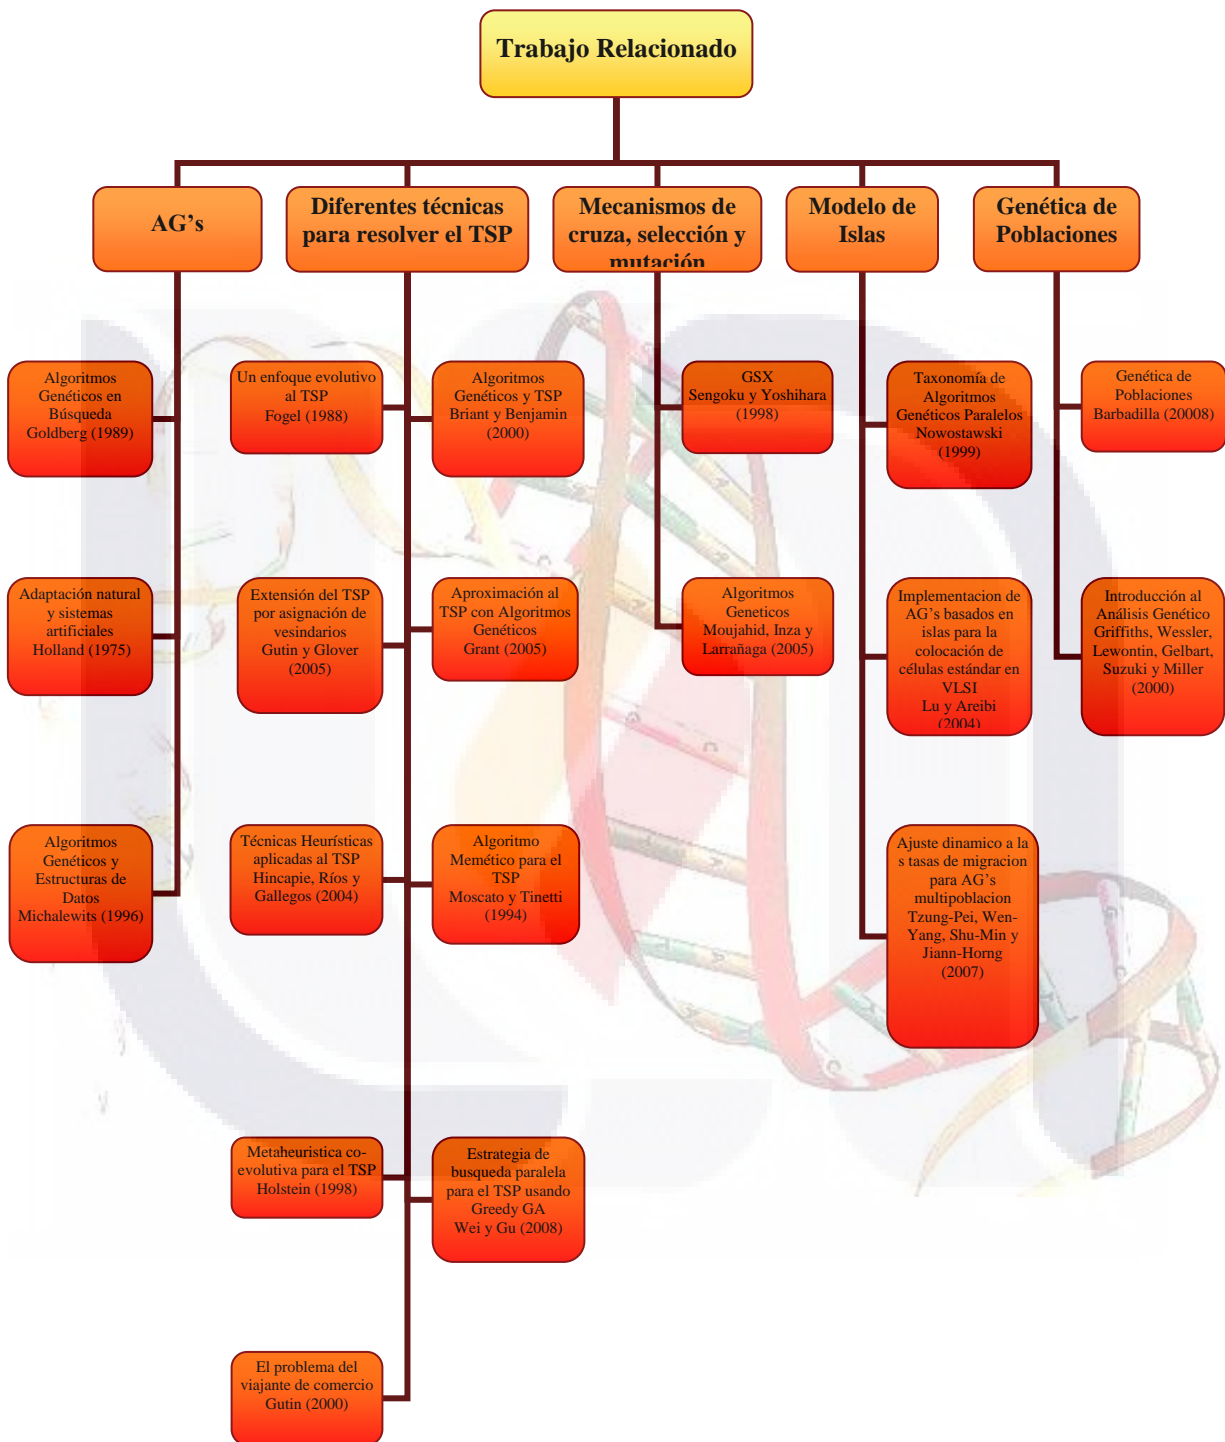 Trabajo Relacionado
AG's
Diferentes técnicas
para resolver el TSP
Mecanismos de
cruza, selección y
mutación
Modelo de
Islas
Genética de
Poblaciones
Algoritmos
Genéticos en
Búsqueda
Goldberg (1989)
Adaptación natural
y sistemas
artificiales
Holland (1975)
Algoritmos
Genéticos y
Estructuras de
Datos
Michalewits (1996)
Un enfoque evolutivo
al TSP
Fogel (1988)
Algoritmos
Genéticos y TSP
Briant y Benjamin
(2000)
Extensión del TSP
por asignación de
vesindarios
Gutin y Glover
(2005)
Aproximación al
TSP con Algoritmos
Genéticos
Grant (2005)
Técnicas Heurísticas
aplicadas al TSP
Hincapie, Ríos y
Gallegos (2004)
Algoritmo
Memético para el
TSP
Moscato y Tinetti
(1994)
Metaheuristica co-
evolutiva para el TSP
Holstein (1998)
Estrategia de
busqueda paralela
para el TSP usando
Greedy GA
Wei y Gu (2008)
El problema del
viajante de comercio
Gutin (2000)
GSX
Sengoku y Yoshihara
(1998)
Algoritmos
Geneticos
Moujahid, Inza y
Larrañaga (2005)
Taxonomía de
Algoritmos
Genéticos Paralelos
Nowostawski
(1999)
Implementacion de
AG's basados en
islas para la
colocación de
células estándar en
VLSI
Lu y Areibi
(2004)
Ajuste dinamico a la
s tasas de migracion
para AG's
multipoblacion
Tzung-Pei, Wen-
Yang, Shu-Min y
Jiann-Horng
(2007)
Genética de
Poblaciones
Barbadilla (20008)
Introducción al
Análisis Genético
Griffiths, Wessler,
Lewontin, Gelbart,
Suzuki y Miller
(2000)